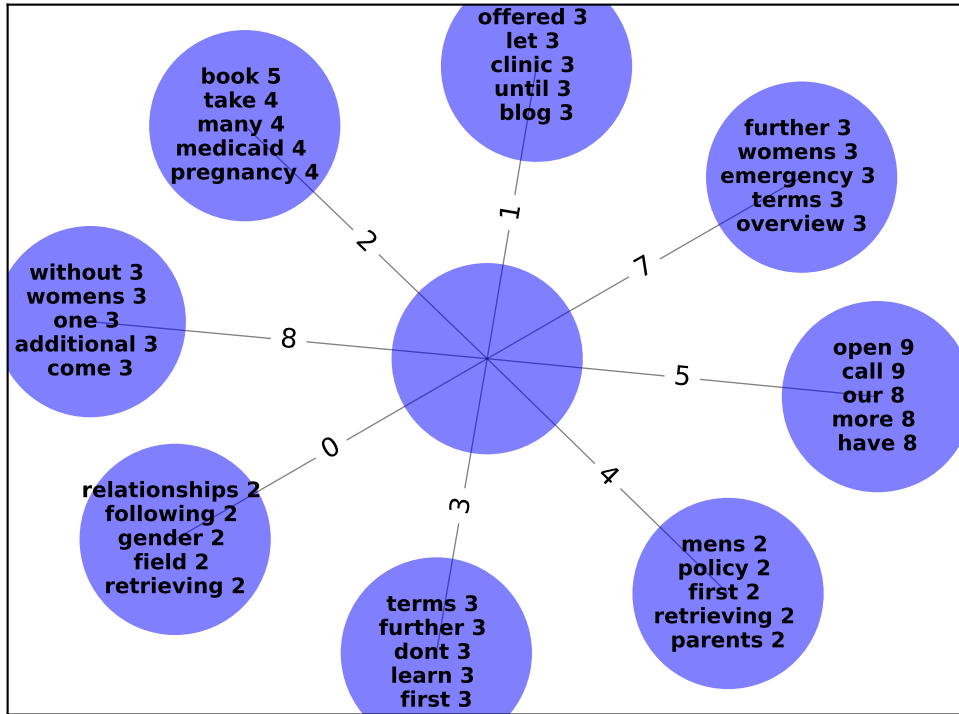 offered 3
let 3
clinic 3
until 3
blog 3
book 5
take 4
many 4
medicaid 4
pregnancy 4
further 3
womens 3
emergency 3
terms 3
overview 3
1
2
7
without 3
womens 3
one 3
additional 3
come 3
8
5
open 9
call 9
our 8
more 8
have 8
0
4
3
relationships 2
following 2
gender 2
field 2
retrieving 2
mens 2
policy 2
first 2
retrieving 2
parents 2
terms 3
further 3
dont 3
learn 3
first 3